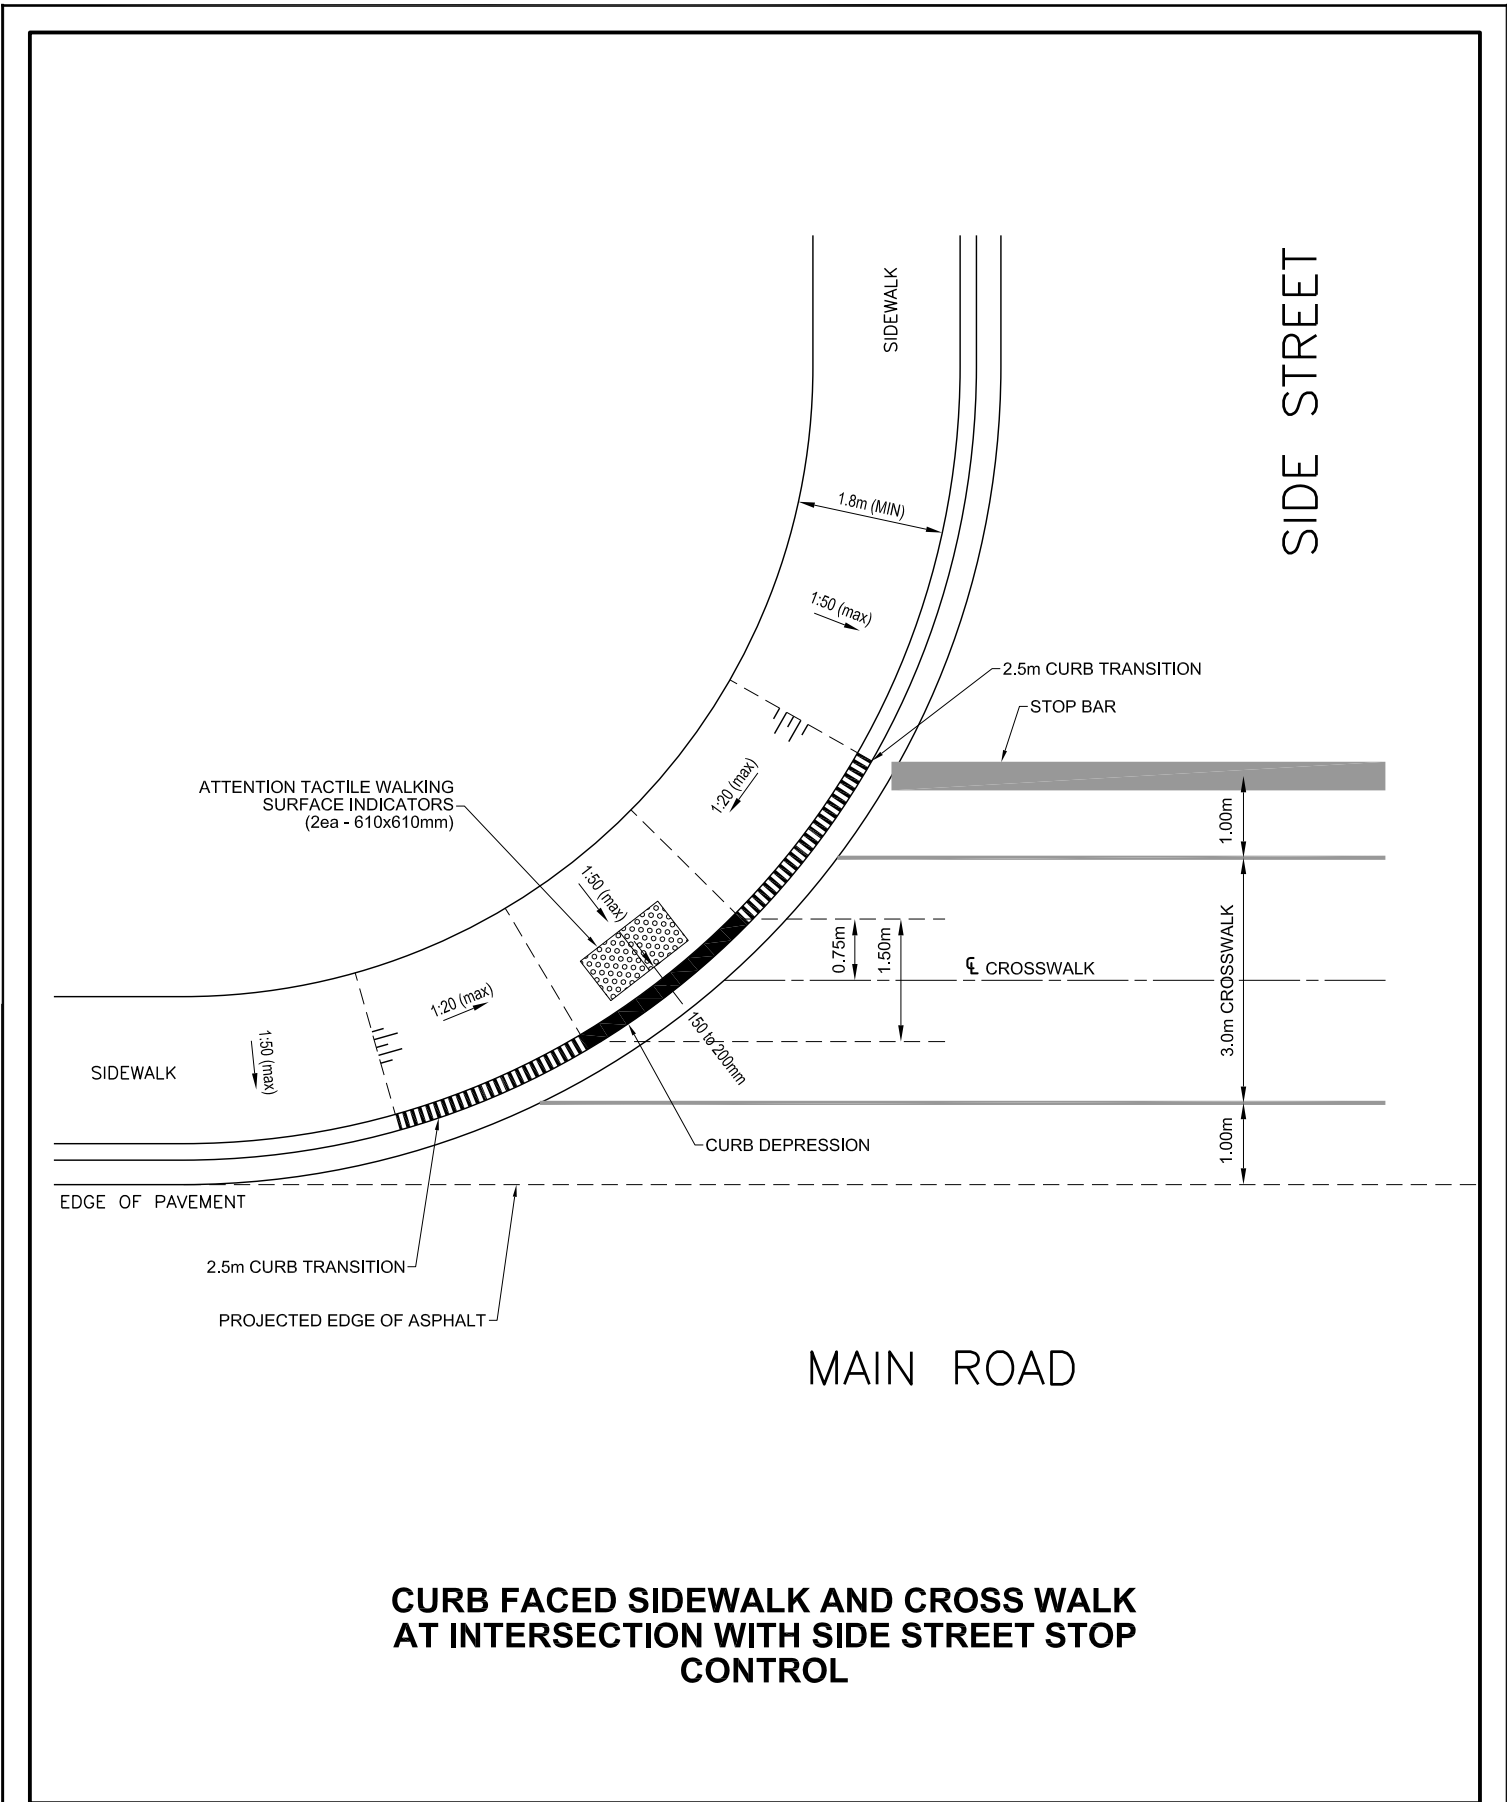 SIDE STREET
SIDEWALK
1.8m (MIN)
1:50 (max)
2.5m CURB TRANSITION
STOP BAR
1:20 (max)
ATTENTION TACTILE WALKING
SURFACE INDICATORS
(2ea - 610x610mm)
1:50 (max)
1.00m
0.75m
1.50m
℄ CROSSWALK
3.0m CROSSWALK
1:20 (max)
150 to 200mm
1:50 (max)
SIDEWALK
CURB DEPRESSION
1.00m
EDGE OF PAVEMENT
2.5m CURB TRANSITION
PROJECTED EDGE OF ASPHALT
MAIN ROAD
CURB FACED SIDEWALK AND CROSS WALK
AT INTERSECTION WITH SIDE STREET STOP
CONTROL